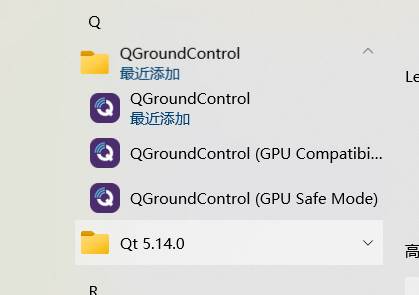 Q
QGroundControl
最近添加
QGroundControl
最近添加
QGroundControl (GPU Compatibi...
QGroundControl (GPU Safe Mode)
Qt 5.14.0
R
Le
高